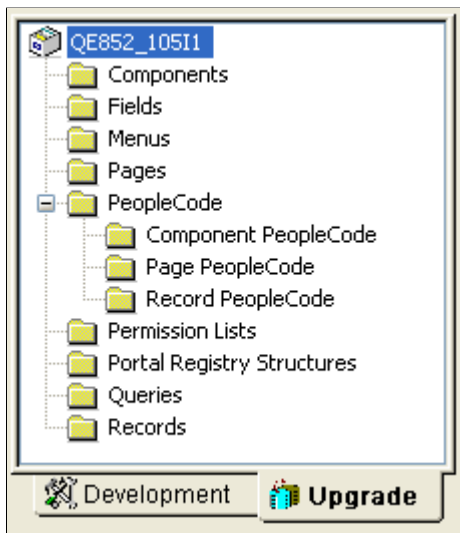 QE852_105I1
Components
Fields
Menus
Pages
PeopleCode
Component PeopleCode
Page PeopleCode
Record PeopleCode
Permission Lists
Portal Registry Structures
Queries
Records
Development Upgrade